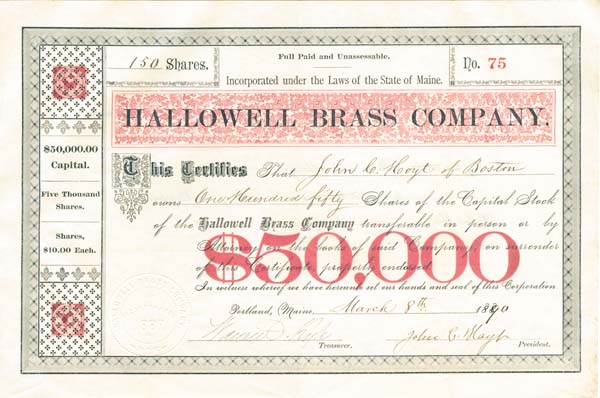 150 Shares.
Full Paid and Unassessable.
Incorporated under the Laws of the State of Maine.
No. 75
HALLOWELL BRASS COMPANY.
$50,000.00
Capital.
Five Thousand
Shares.
Shares,
$10.00 Each.
This Certifies That John C. Hoyt of Boston
owns One Hundred fifty Shares of the Capital Stock
of the Hallowell Brass Company transferable in person or by
Attorney on the books of said Company, on surrender
of this Certificate properly endorsed.
$50,000
In witness whereof we have hereunto set our hands and seal of this Corporation
Portland, Maine, March 8th 1890
Treasurer.
John C. Hoyt
President.